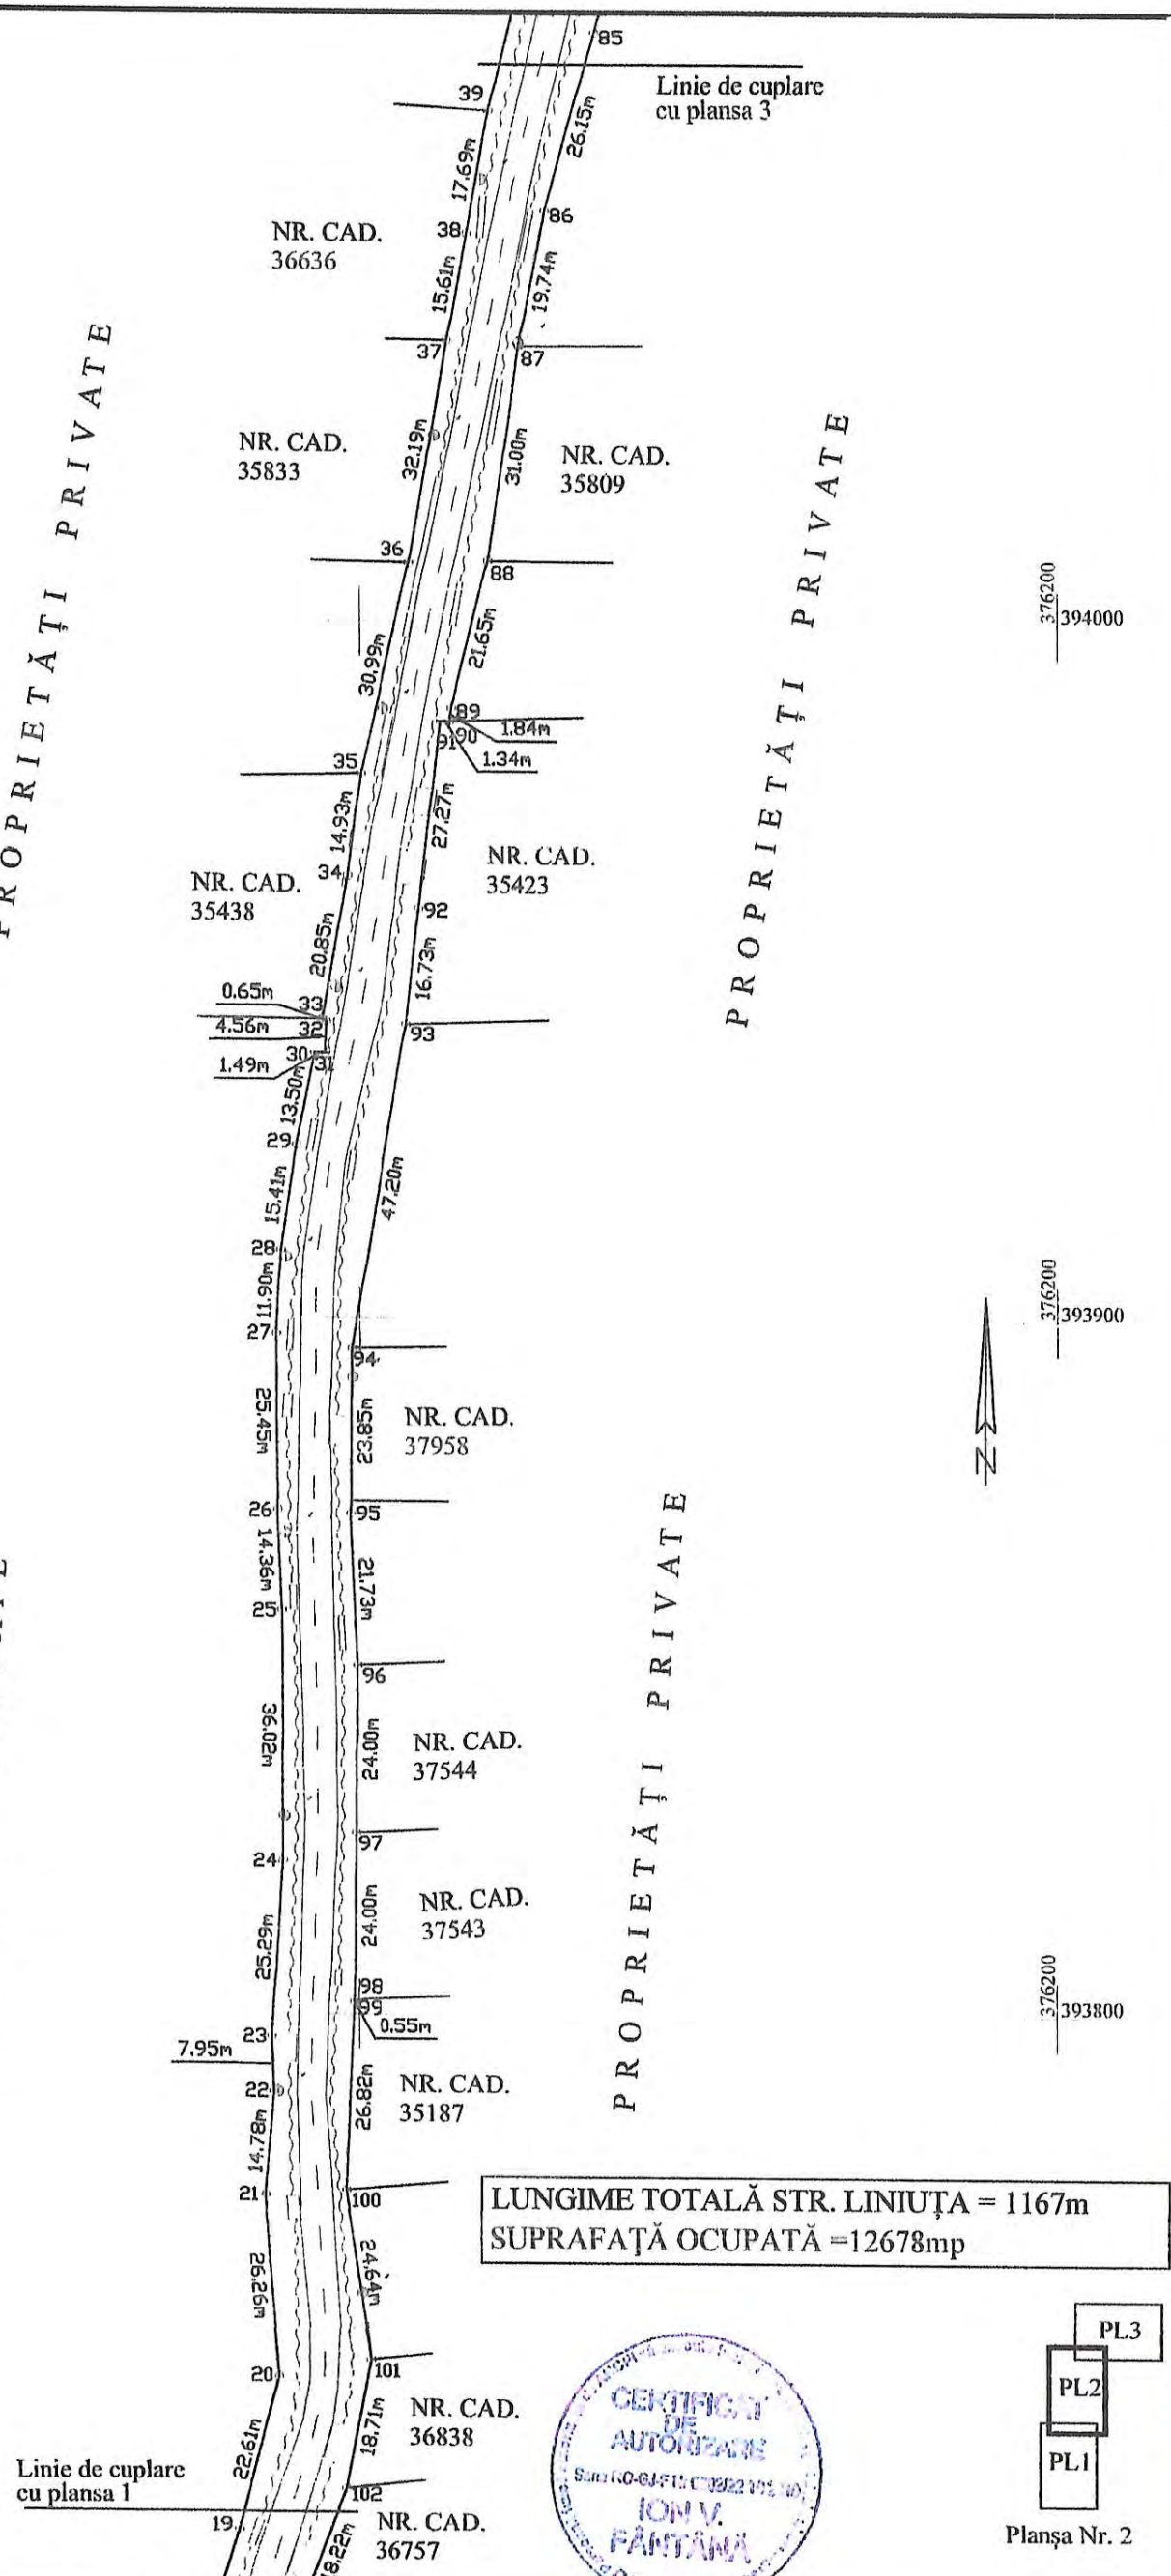 85
Linie de cuplare
cu plansa 3
39
26.15m
17.69m
86
38
NR. CAD.
36636
19.74m
15.61m
37
87
PROPRIETĂȚI PRIVATE
32.19m
NR. CAD.
35833
31.00m
NR. CAD.
35809
PROPRIETĂȚI PRIVATE
36
88
376200
394000
30.99m
21.65m
89
90
1.84m
91
1.34m
35
14.93m
27.27m
34
NR. CAD.
35438
NR. CAD.
35423
92
20.85m
16.73m
0.65m
33
4.56m
32
93
30
31
1.49m
13.50m
29
15.41m
47.20m
28
11.90m
27
376200
393900
94
25.45m
23.85m
NR. CAD.
37958
N
26
95
14.36m
21.73m
25
96
PROPRIETĂȚI PRIVATE
36.02m
24.00m
NR. CAD.
37544
97
24
24.00m
NR. CAD.
37543
25.29m
98
99
0.55m
376200
393800
23
7.95m
22
26.82m
NR. CAD.
35187
14.78m
21
100
LUNGIME TOTALĂ STR. LINIUȚA = 1167m
SUPRAFAȚĂ OCUPATĂ =12678mp
26.26m
24.64m
20
101
PL3
PL2
PL1
Planșa Nr. 2
22.61m
18.71m
NR. CAD.
36838
Linie de cuplare
cu plansa 1
102
19
8.22m
NR. CAD.
36757
CERTIFICAT
DE
AUTORIZARE
ION V.
FÂNTÂNĂ